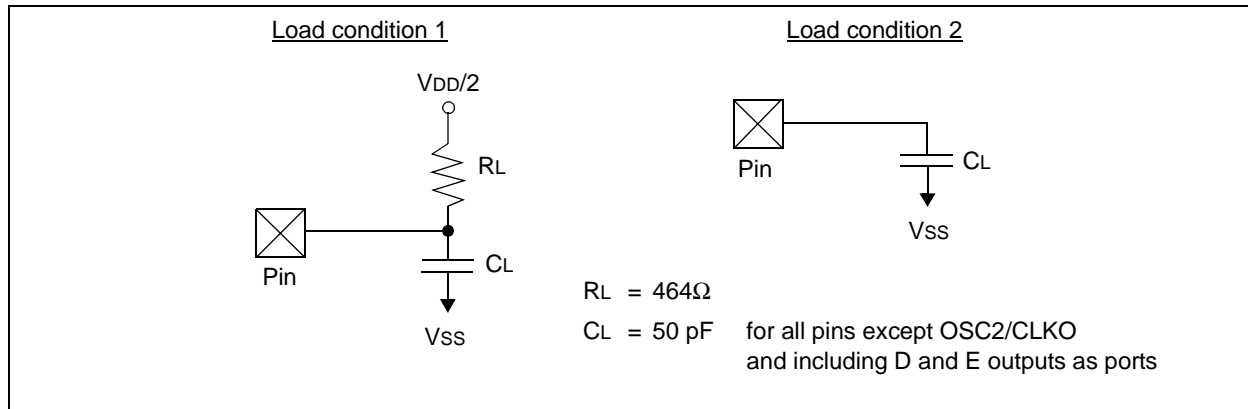 Load condition 1
Load condition 2
VDD/2
RL
CL
Pin
VSS
CL
Pin
VSS
RL = 464Ω
CL = 50 pF for all pins except OSC2/CLKO
and including D and E outputs as ports